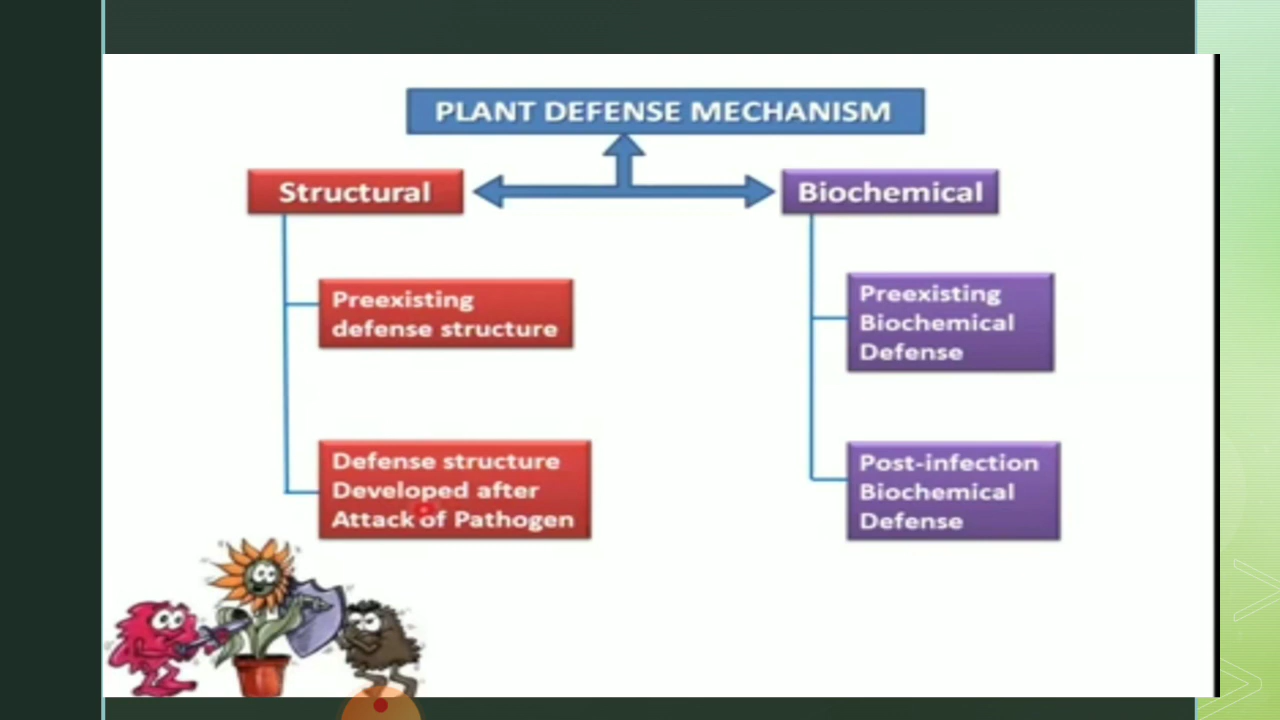 PLANT DEFENSE MECHANISM
Structural
Preexisting
defense structure
Defense structure
Developed after
Attack of Pathogen
Biochemical
Preexisting
Biochemical
Defense
Post-infection
Biochemical
Defense